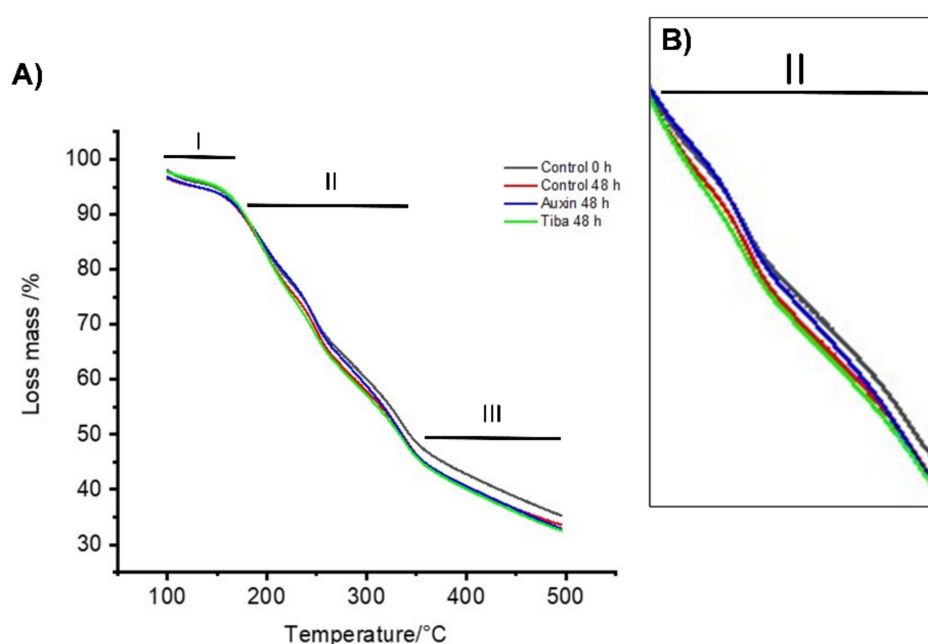 A)
B)
II
I
II
III
Control 0 h
Control 48 h
Auxin 48 h
Tiba 48 h
Loss mass /%
100
90
80
70
60
50
40
30
100 200 300 400 500
Temperature/°C